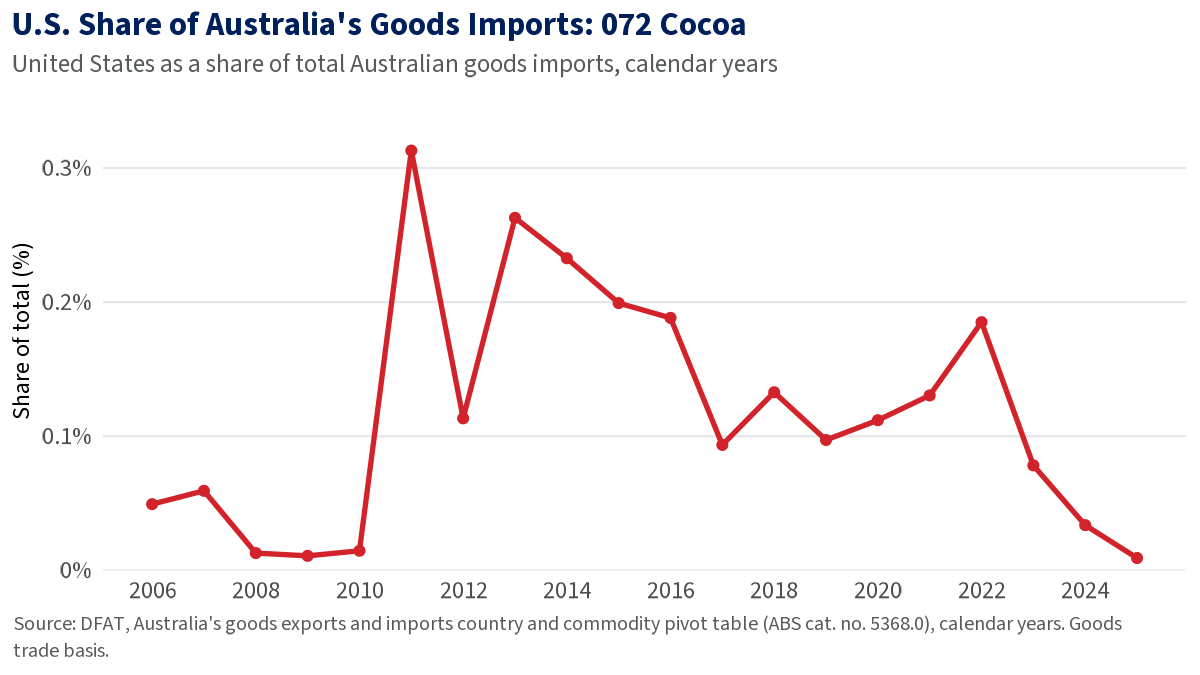 U.S. Share of Australia's Goods Imports: 072 Cocoa
United States as a share of total Australian goods imports, calendar years
Share of total (%)
0.3%
0.2%
0.1%
0%
2006 2008 2010 2012 2014 2016 2018 2020 2022 2024
Source: DFAT, Australia's goods exports and imports country and commodity pivot table (ABS cat. no. 5368.0), calendar years. Goods
trade basis.